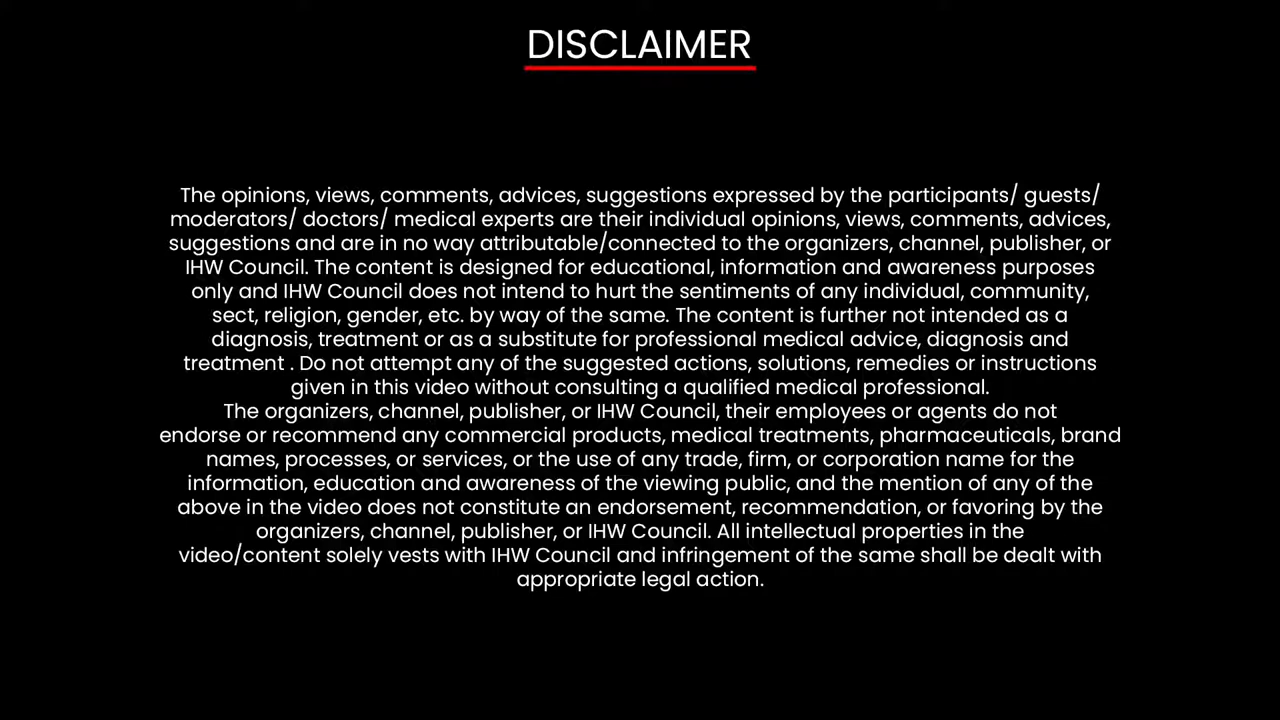 DISCLAIMER
The opinions, views, comments, advices, suggestions expressed by the participants/ guests/
moderators/ doctors/ medical experts are their individual opinions, views, comments, advices,
suggestions and are in no way attributable/connected to the organizers, channel, publisher, or
IHW Council. The content is designed for educational, information and awareness purposes
only and IHW Council does not intend to hurt the sentiments of any individual, community,
sect, religion, gender, etc. by way of the same. The content is further not intended as a
diagnosis, treatment or as a substitute for professional medical advice, diagnosis and
treatment . Do not attempt any of the suggested actions, solutions, remedies or instructions
given in this video without consulting a qualified medical professional.
The organizers, channel, publisher, or IHW Council, their employees or agents do not
endorse or recommend any commercial products, medical treatments, pharmaceuticals, brand
names, processes, or services, or the use of any trade, firm, or corporation name for the
information, education and awareness of the viewing public, and the mention of any of the
above in the video does not constitute an endorsement, recommendation, or favoring by the
organizers, channel, publisher, or IHW Council. All intellectual properties in the
video/content solely vests with IHW Council and infringement of the same shall be dealt with
appropriate legal action.